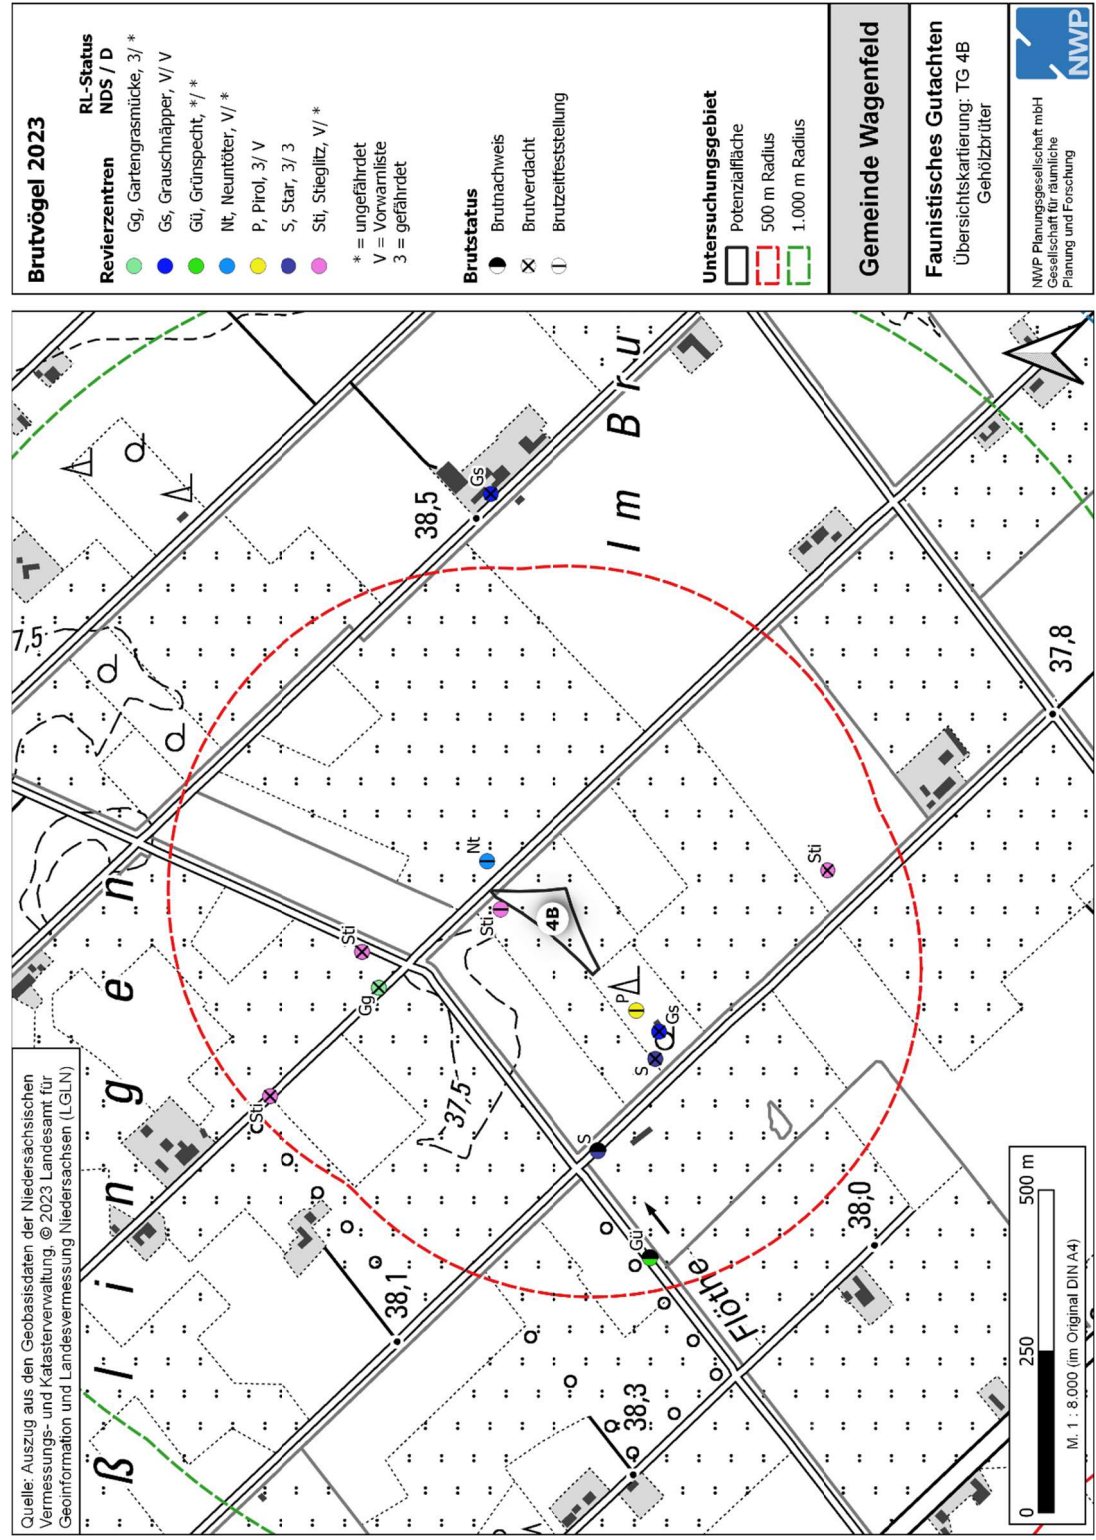 Brutvögel 2023
RL-Status
NDS / D
Revierzentren
Gg, Gartengrasmücke, 3/ *
Gs, Grauschnäpper, V/ V
Gü, Grünspecht, */ *
Nt, Neuntöter, V/ *
P, Pirol, 3/ V
S, Star, 3/ 3
Sti, Stieglitz, V/ *
* = ungefährdet
V = Vorwarnliste
3 = gefährdet
Brutstatus
Brutnachweis
Brutverdacht
Brutzeitfeststellung
Untersuchungsgebiet
Potenzialfläche
500 m Radius
1.000 m Radius
Gemeinde Wagenfeld
Faunistisches Gutachten
Übersichtskartierung: TG 4B
Gehölzbrüter
NWP Planungsgesellschaft mbH
Gesellschaft für räumliche
Planung und Forschung
NWP
Quelle: Auszug aus den Geobasisdaten der Niedersächsischen
Vermessungs- und Katasterverwaltung, © 2023 Landesamt für
Geoinformation und Landesvermessung Niedersachsen (LGLN)
ß l i n g e n
7,5
38,5
Gs
I m B r u
Nt
Sti
Sti
Gg
CSti
4B
37,5
P
Gs
S
Sti
S
Gü
38,1
Flöthe
38,0
38,3
37,8
0 250 500 m
M. 1 : 8.000 (im Original DIN A4)